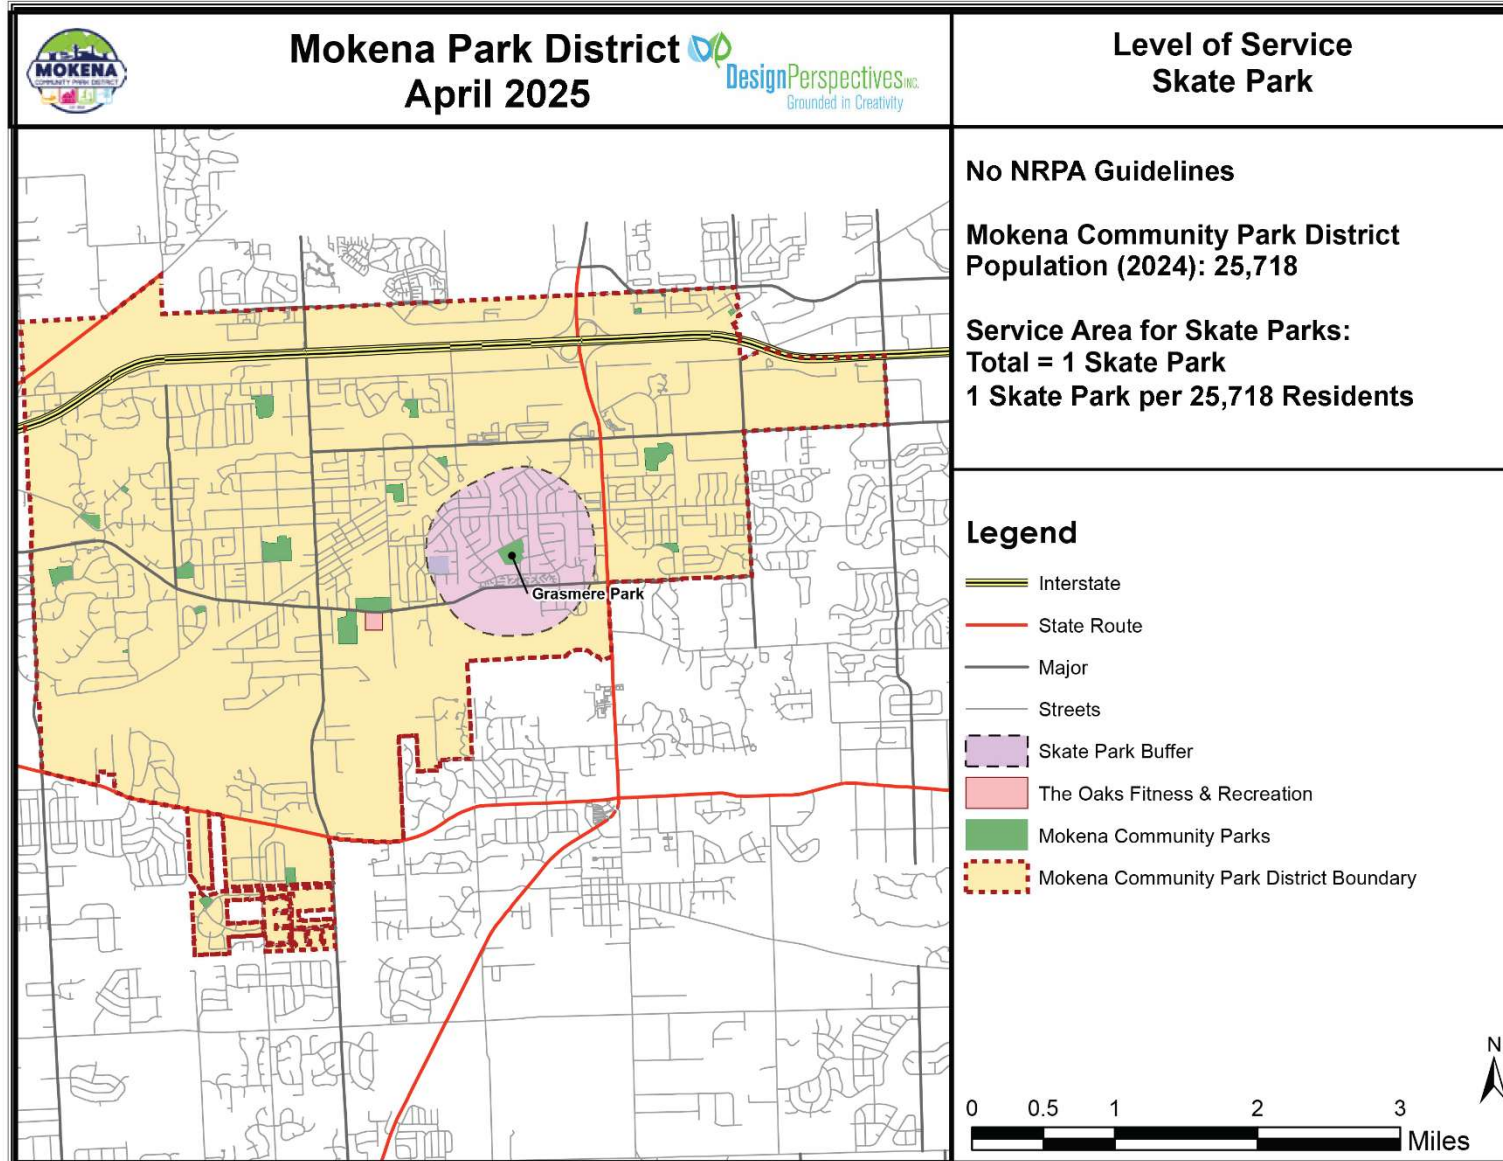 MOKENA
COMMUNITY PARK DISTRICT
Mokena Park District
April 2025
DesignPerspectives INC.
Grounded in Creativity
Level of Service
Skate Park
No NRPA Guidelines
Mokena Community Park District
Population (2024): 25,718
Service Area for Skate Parks:
Total = 1 Skate Park
1 Skate Park per 25,718 Residents
Grasmere Park
Legend
Interstate
State Route
Major
Streets
Skate Park Buffer
The Oaks Fitness & Recreation
Mokena Community Parks
Mokena Community Park District Boundary
N
0 0.5 1 2 3
Miles